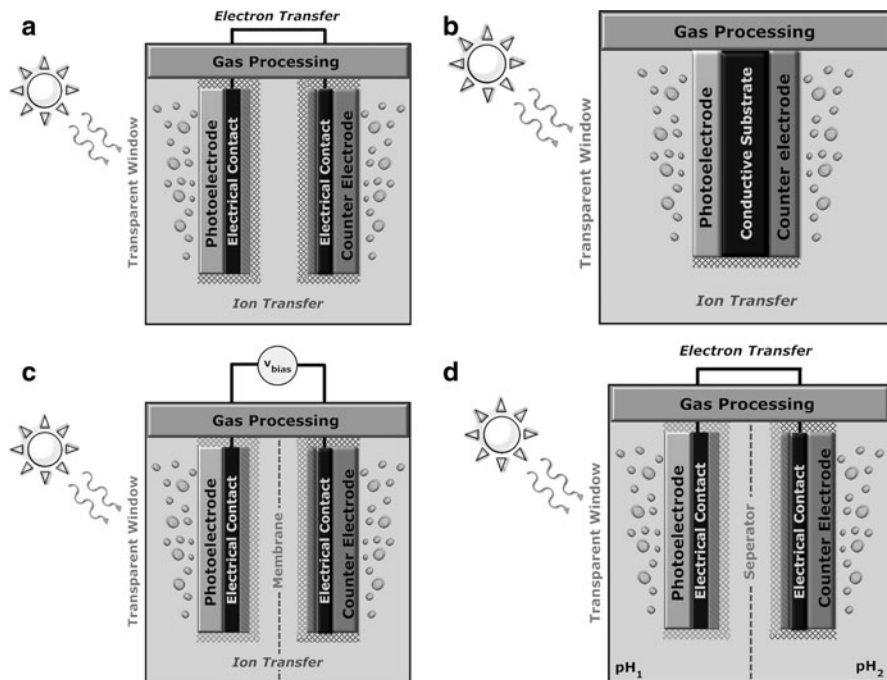 a
Electron Transfer
Gas Processing
Transparent Window
Photoelectrode
Electrical Contact
Electrical Contact
Counter Electrode
Ion Transfer
b
Gas Processing
Transparent Window
Photoelectrode
Conductive Substrate
Counter electrode
Ion Transfer
c
V bias
Gas Processing
Transparent Window
Photoelectrode
Electrical Contact
Membrane
Electrical Contact
Counter Electrode
Ion Transfer
d
Electron Transfer
Gas Processing
Transparent Window
Photoelectrode
Electrical Contact
Seperator
Electrical Contact
Counter Electrode
pH1
pH2